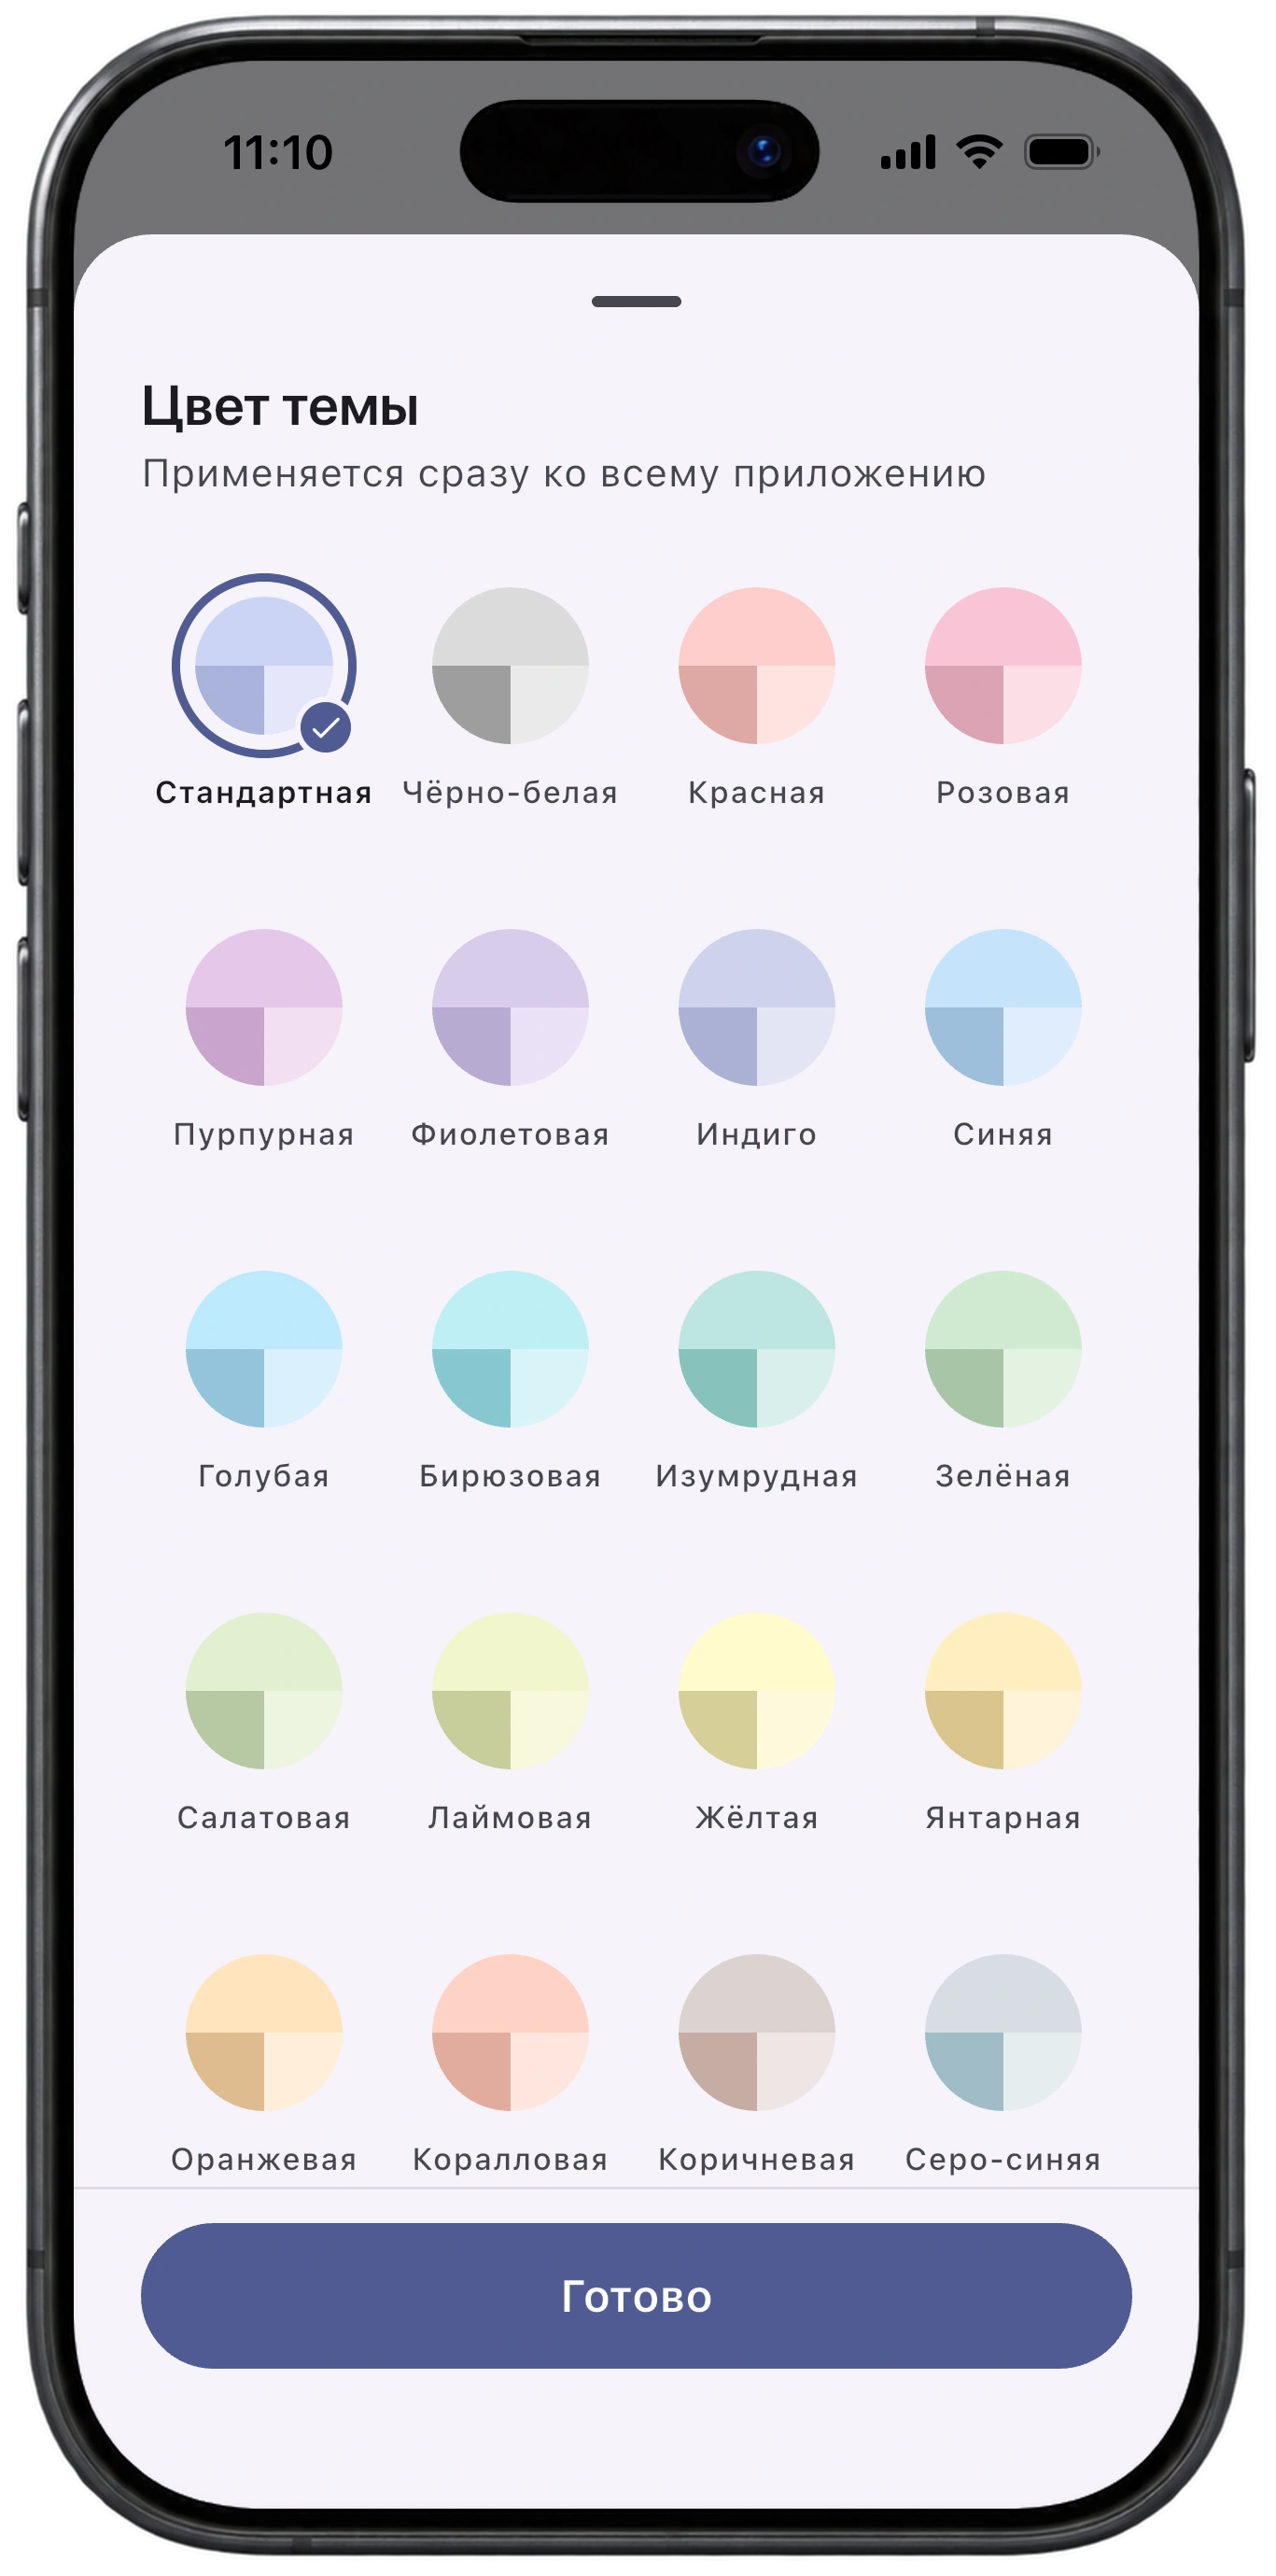 11:10
Цвет темы
Применяется сразу ко всему приложению
Стандартная Чёрно-белая Красная Розовая
Пурпурная Фиолетовая Индиго Синяя
Голубая Бирюзовая Изумрудная Зелёная
Салатовая Лаймовая Жёлтая Янтарная
Оранжевая Коралловая Коричневая Серо-синяя
Готово